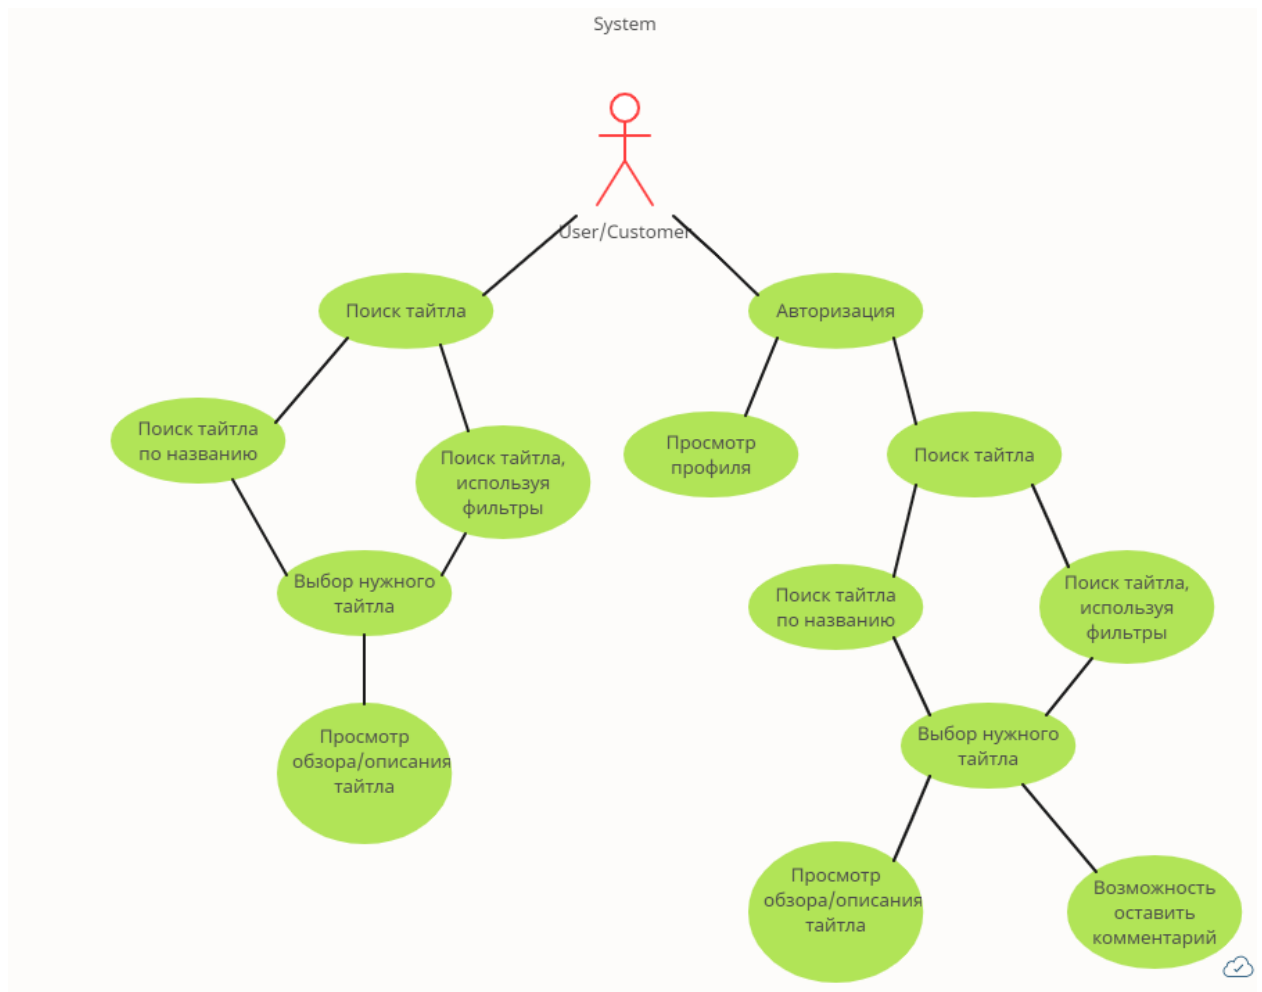 System
User/Customer
Поиск тайтла
Авторизация
Поиск тайтла
по названию
Поиск тайтла,
используя
фильтры
Просмотр
профиля
Поиск тайтла
Выбор нужного
тайтла
Поиск тайтла
по названию
Поиск тайтла,
используя
фильтры
Просмотр
обзора/описания
тайтла
Выбор нужного
тайтла
Просмотр
обзора/описания
тайтла
Возможность
оставить
комментарий